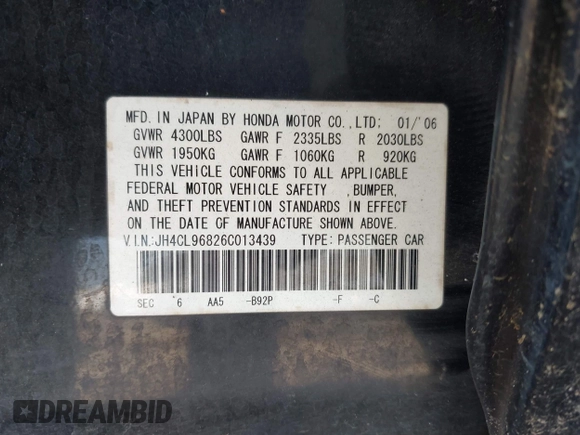 MFD. IN JAPAN BY HONDA MOTOR CO., LTD: 01/'06
GVWR 4300LBS GAWR F 2335LBS R 2030LBS
GVWR 1950KG GAWR F 1060KG R 920KG
THIS VEHICLE CONFORMS TO ALL APPLICABLE
FEDERAL MOTOR VEHICLE SAFETY ,BUMPER,
AND THEFT PREVENTION STANDARDS IN EFFECT
ON THE DATE OF MANUFACTURE SHOWN ABOVE.
V.I.N.:JH4CL96826C013439 TYPE: PASSENGER CAR
SEC '6 AA5 -B92P -F -C
DREAMBID